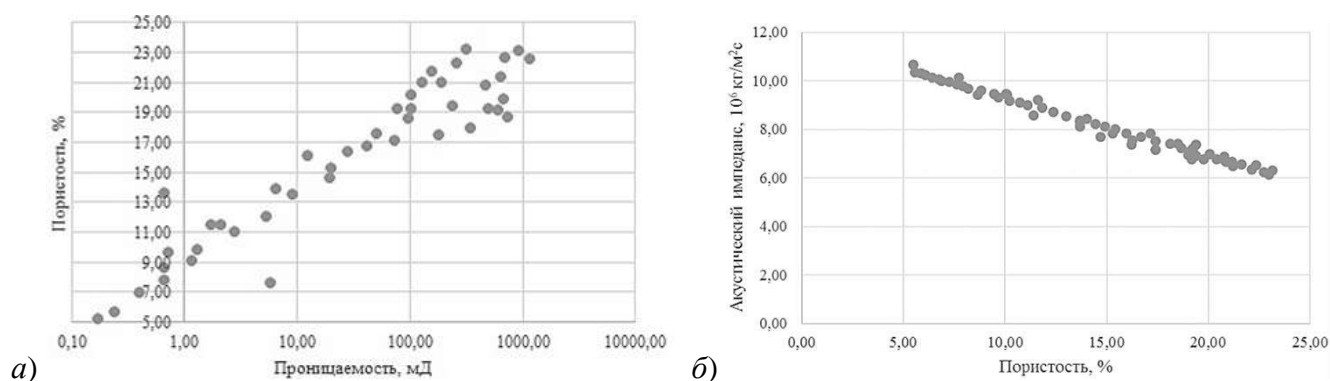 25,00
23,00
21,00
19,00
17,00
15,00
13,00
11,00
9,00
7,00
5,00
Пористость, %
0,10 1,00 10,00 100,00 1000,00 10000,00
Проницаемость, мД
а)
12,00
10,00
8,00
6,00
4,00
2,00
0,00
Акустический импеданс, 10⁶ кг/м²с
0,00 5,00 10,00 15,00 20,00 25,00
Пористость, %
б)